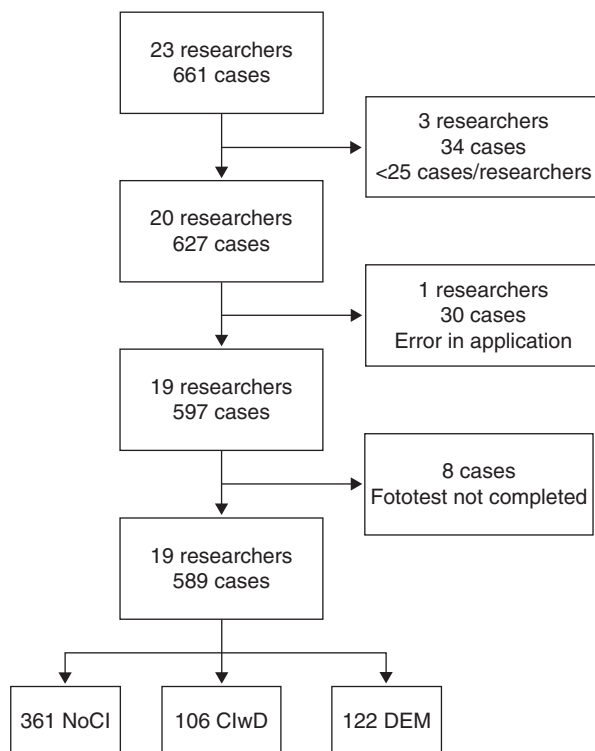 23 researchers
661 cases
3 researchers
34 cases
<25 cases/researchers
20 researchers
627 cases
1 researchers
30 cases
Error in application
19 researchers
597 cases
8 cases
Fototest not completed
19 researchers
589 cases
361 NoCI
106 CIwD
122 DEM